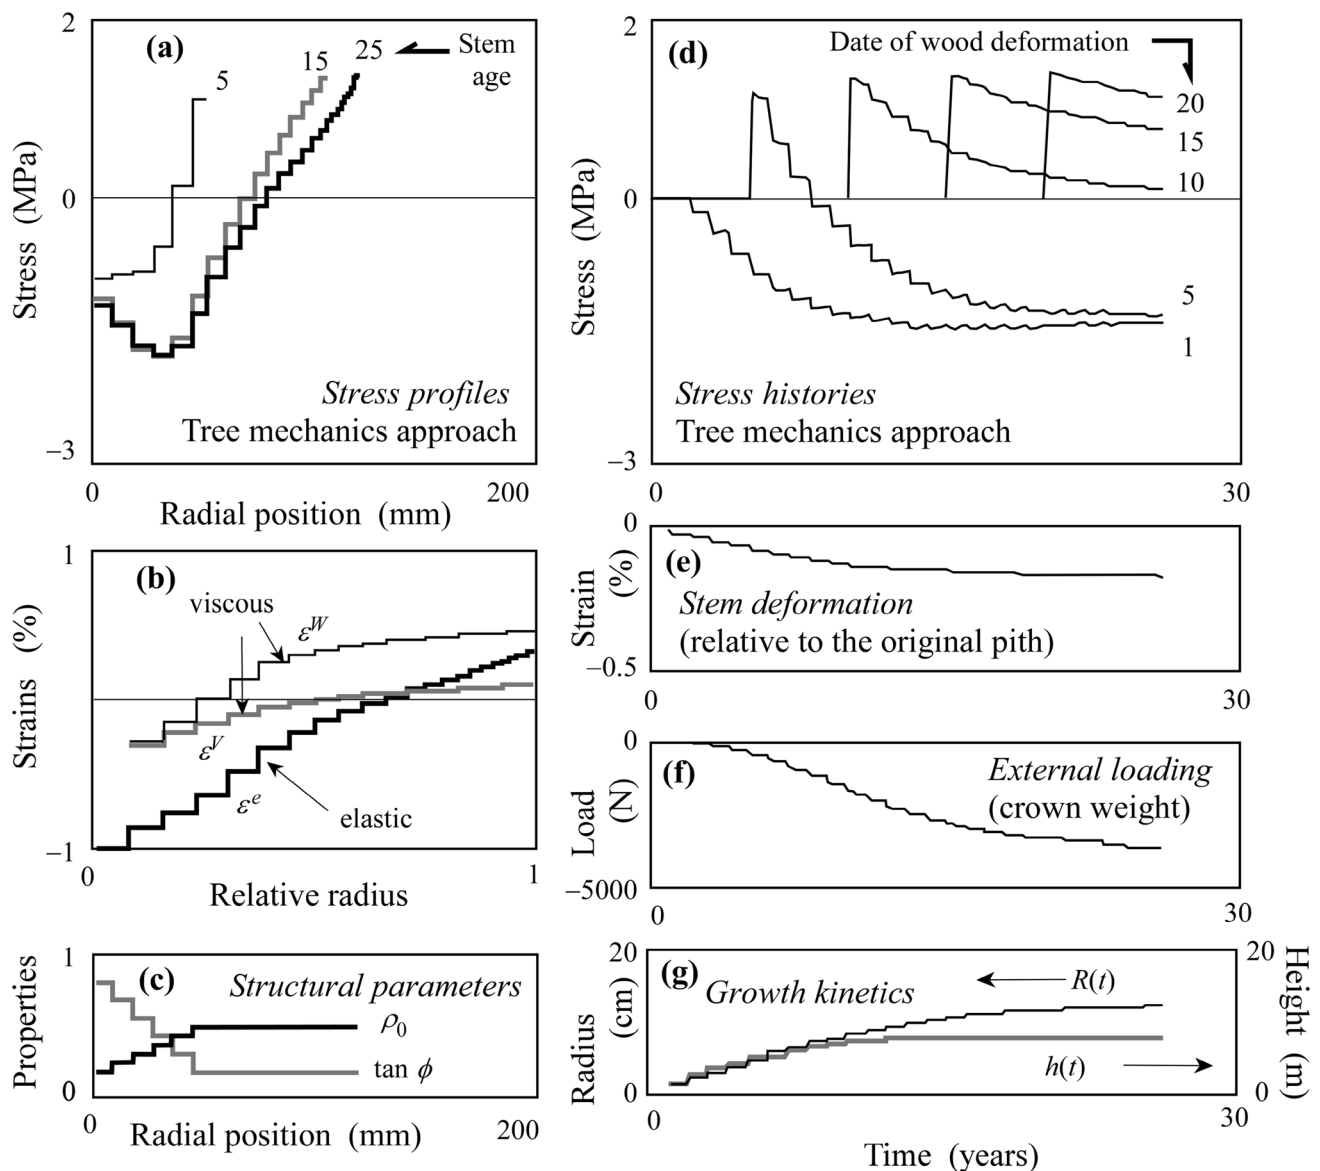 2
(a)
5
15
25
Stem
age
0
Stress (MPa)
Stress profiles
Tree mechanics approach
−3
0
200
Radial position (mm)
2
(d)
Date of wood deformation
20
15
10
0
Stress (MPa)
5
1
Stress histories
Tree mechanics approach
−3
0
30
1
(b)
viscous
εW
Strains (%)
εV
εe
elastic
−1
0
1
Relative radius
0
(e)
Strain
(%)
Stem deformation
(relative to the original pith)
−0.5
0
30
0
(f)
External loading
(crown weight)
Load
(N)
−5000
0
30
1
(c)
Structural parameters
Properties
ρ0
tan ϕ
0
0
200
Radial position (mm)
20
20
(g)
Growth kinetics
R(t)
Radius
(cm)
Height (m)
h(t)
0
0
0
30
Time (years)